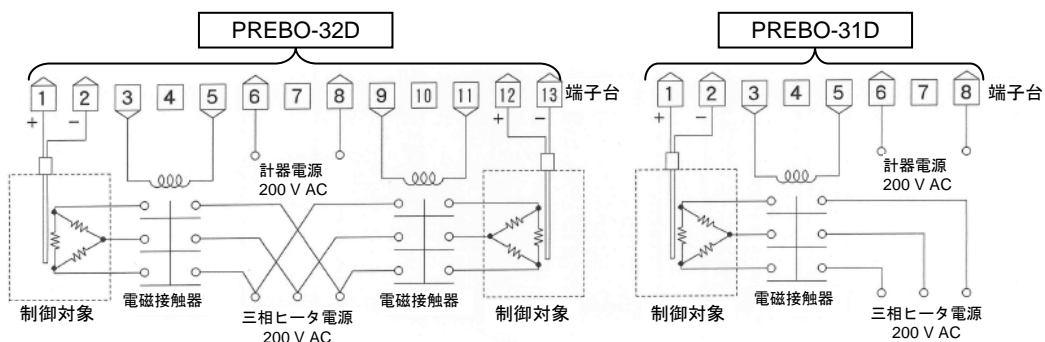 PREBO-32D
PREBO-31D
1 2 3 4 5 6 7 8 9 10 11 12 13 端子台
1 2 3 4 5 6 7 8 端子台
+ − + −
+ −
計器電源
200 V AC
計器電源
200 V AC
制御対象
電磁接触器
三相ヒータ電源
200 V AC
電磁接触器
制御対象
制御対象
電磁接触器
三相ヒータ電源
200 V AC